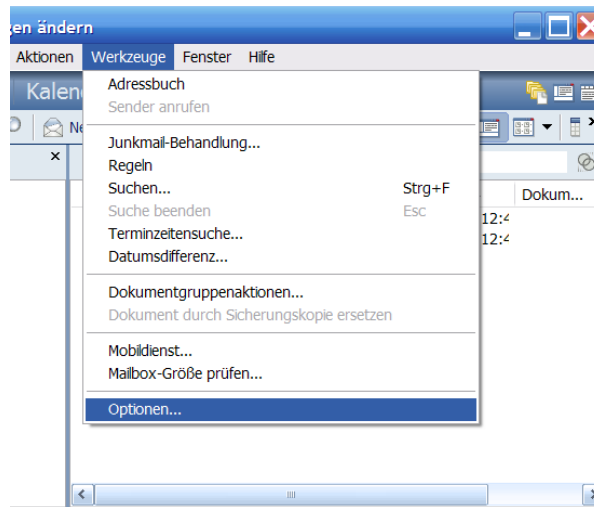 gen ändern
Aktionen Werkzeuge Fenster Hilfe
Kalen
Adressbuch
Sender anrufen
Ne
Junkmail-Behandlung...
Regeln
Suchen... Strg+F
Dokum...
Suche beenden Esc
12:4
Terminzeitensuche...
12:4
Datumsdifferenz...
Dokumentgruppenaktionen...
Dokument durch Sicherungskopie ersetzen
Mobildienst...
Mailbox-Größe prüfen...
Optionen...